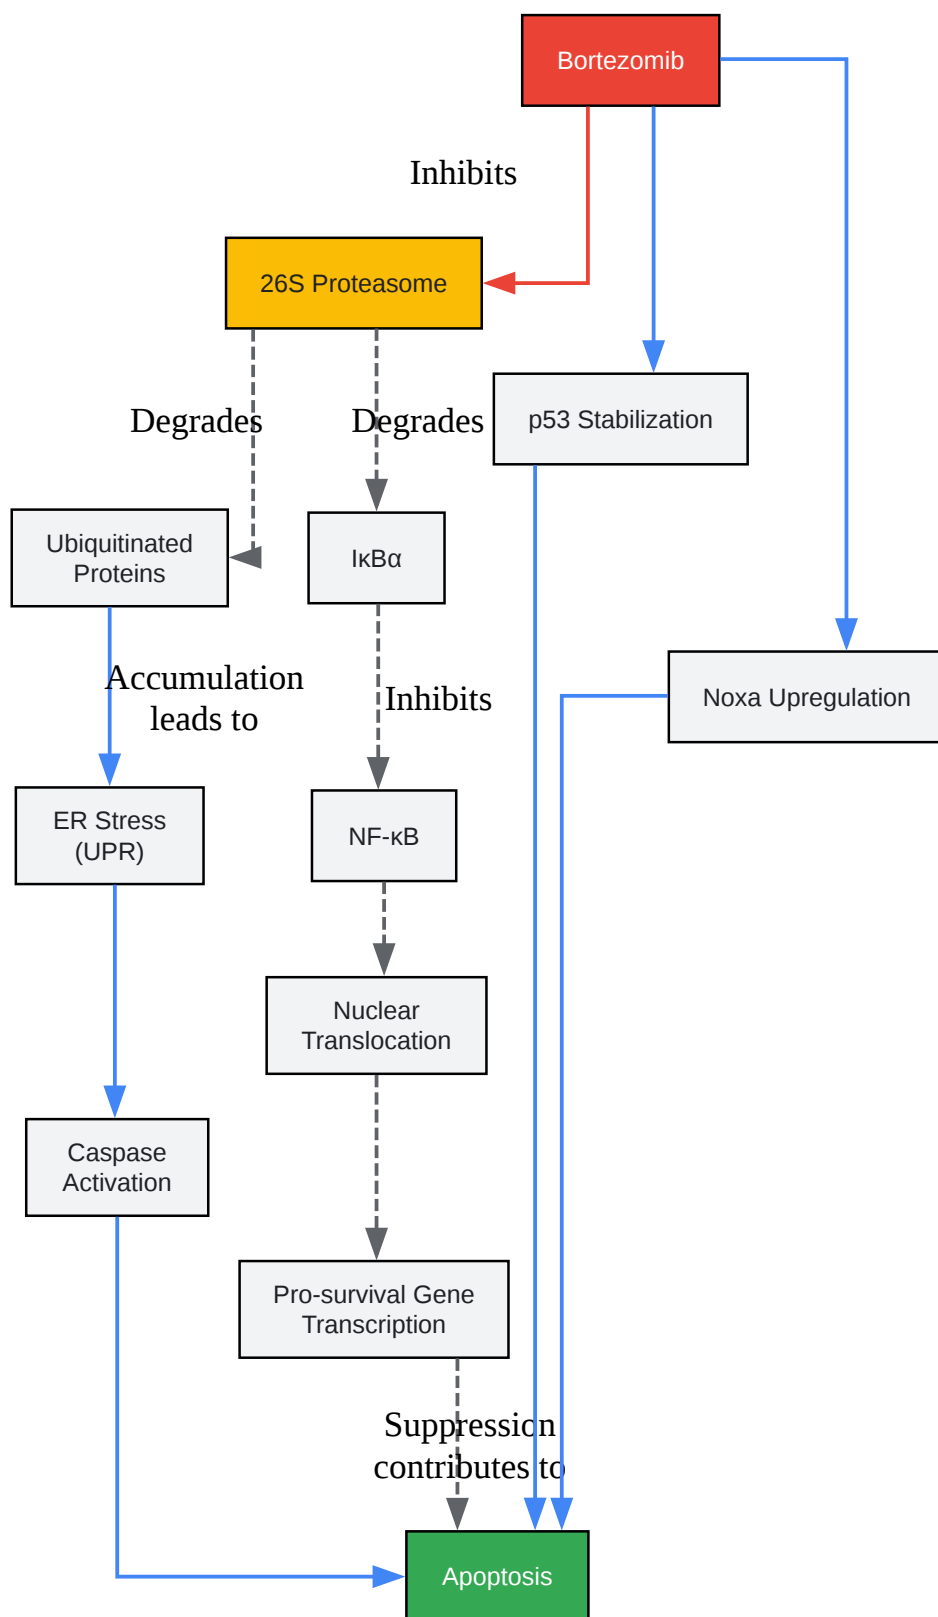 Bortezomib
Inhibits
26S Proteasome
Degrades
Degrades
p53 Stabilization
Ubiquitinated
Proteins
IκBα
Accumulation
leads to
Inhibits
Noxa Upregulation
ER Stress
(UPR)
NF-κB
Nuclear
Translocation
Caspase
Activation
Pro-survival Gene
Transcription
Suppression
contributes to
Apoptosis